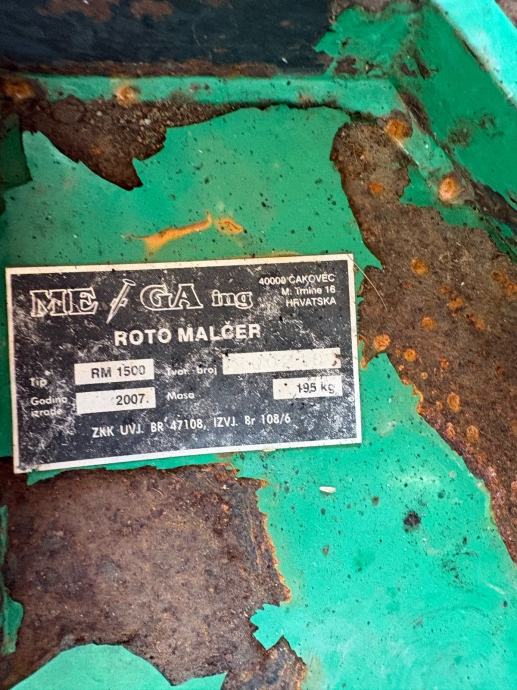 ME GA ing
40000 ČAKOVEC
M. Trnine 16
HRVATSKA
ROTO MALČER
Tip RM 1500 Tvor. broj
Godina izrade 2007. Masa 195 kg
ZKK UVJ. BR 47108, IZVJ. Br 108/6